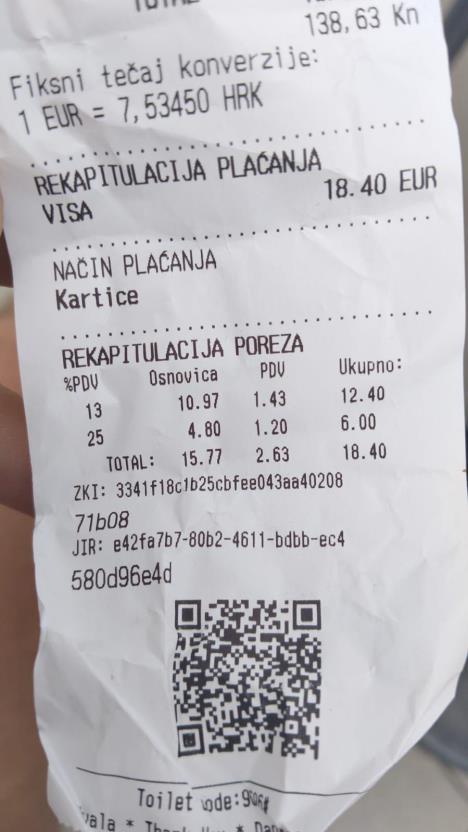 TOTAL
138,63 Kn
Fiksni tečaj konverzije:
1 EUR = 7,53450 HRK
REKAPITULACIJA PLAĆANJA
VISA 18.40 EUR
NAČIN PLAĆANJA
Kartice
REKAPITULACIJA POREZA
%PDV Osnovica PDV Ukupno:
13 10.97 1.43 12.40
25 4.80 1.20 6.00
TOTAL: 15.77 2.63 18.40
ZKI: 3341f18c1b25cbfee043aa40208
71b08
JIR: e42fa7b7-80b2-4611-bdbb-ec4
580d96e4d
Toilet